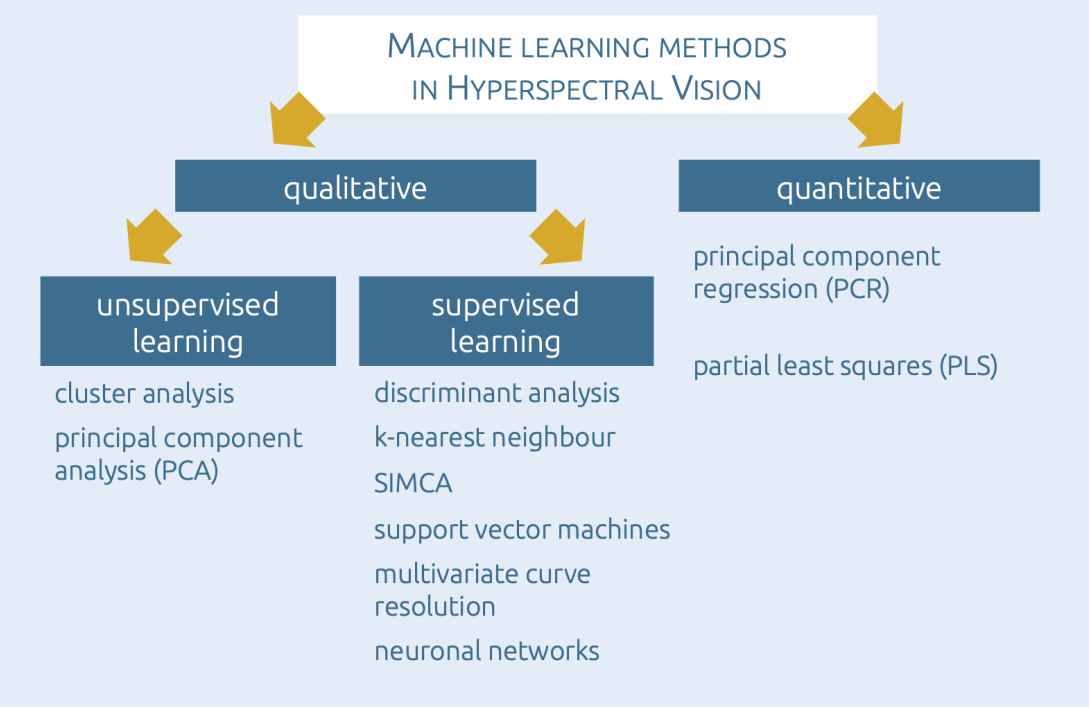 Machine learning methods
in Hyperspectral Vision
qualitative
quantitative
unsupervised
learning
cluster analysis
principal component
analysis (PCA)
supervised
learning
discriminant analysis
k-nearest neighbour
SIMCA
support vector machines
multivariate curve
resolution
neuronal networks
principal component
regression (PCR)
partial least squares (PLS)